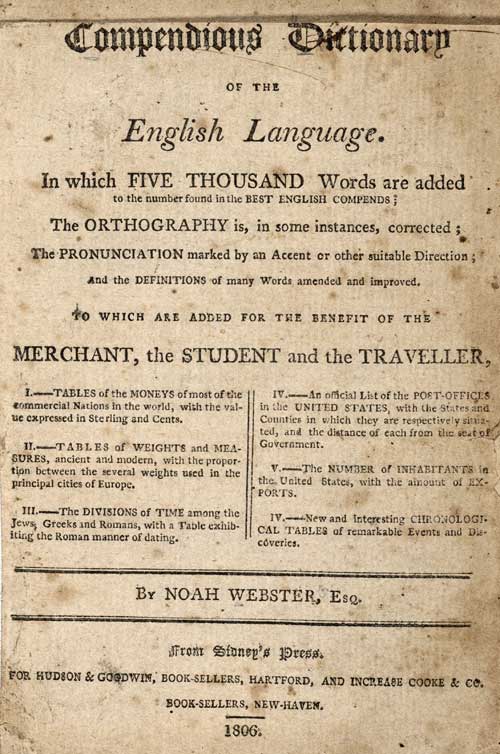 Compendious Dictionary
OF THE
English Language.
In which FIVE THOUSAND Words are added
to the number found in the BEST ENGLISH COMPENDS;
The ORTHOGRAPHY is, in some instances, corrected;
The PRONUNCIATION marked by an Accent or other suitable Direction;
And the DEFINITIONS of many Words amended and improved.
TO WHICH ARE ADDED FOR THE BENEFIT OF THE
MERCHANT, the STUDENT and the TRAVELLER,
I.—TABLES of the MONEYS of most of the
commercial Nations in the world, with the val-
ue expressed in Sterling and Cents.
II.—TABLES of WEIGHTS and MEA-
SURES, ancient and modern, with the propor-
tion between the several weights used in the
principal cities of Europe.
III.—The DIVISIONS of TIME among the
Jews, Greeks and Romans, with a Table exhib-
iting the Roman manner of dating.
IV.—An official List of the POST-OFFICES
in the UNITED STATES, with the States and
Counties in which they are respectively situa-
ted, and the distance of each from the seat of
Government.
V.—The NUMBER of INHABITANTS in
the United States, with the amount of EX-
PORTS.
IV.—New and interesting CHRONOLOGI-
CAL TABLES of remarkable Events and Dis-
coveries.
By NOAH WEBSTER, Esq.
From Sidney's Press.
FOR HUDSON & GOODWIN, BOOK-SELLERS, HARTFORD, AND INCREASE COOKE & CO.
BOOK-SELLERS, NEW-HAVEN.
1806.